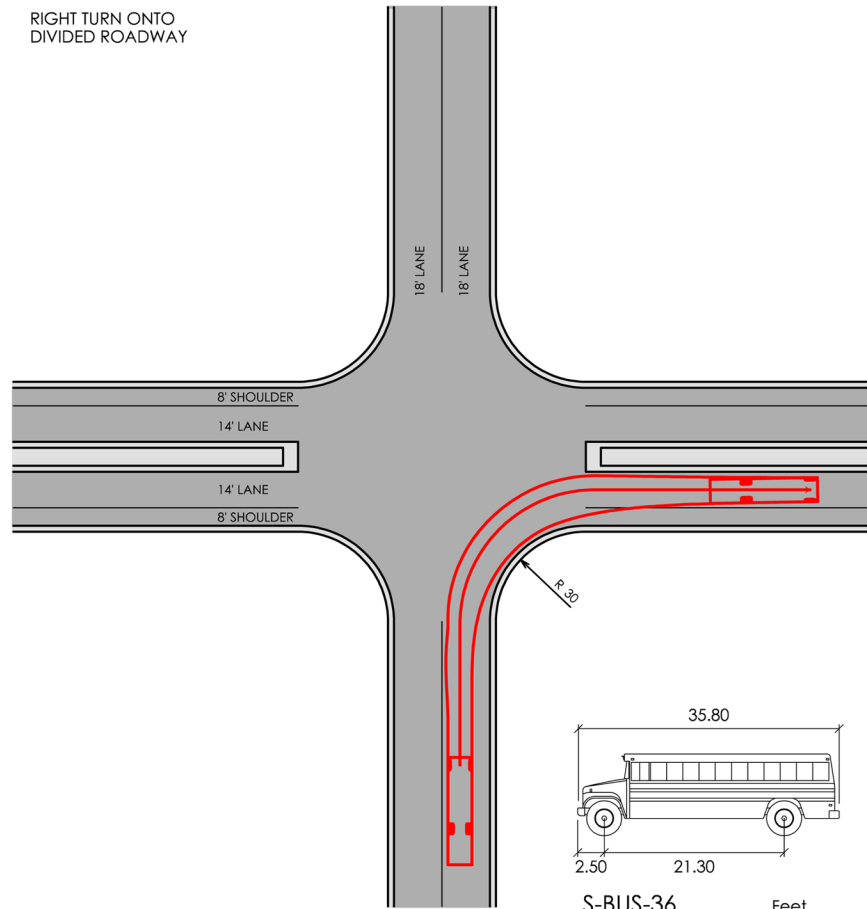 RIGHT TURN ONTO
DIVIDED ROADWAY
18' LANE
18' LANE
8' SHOULDER
14' LANE
14' LANE
8' SHOULDER
R 30
35.80
2.50
21.30
S-BUS-36
Feet